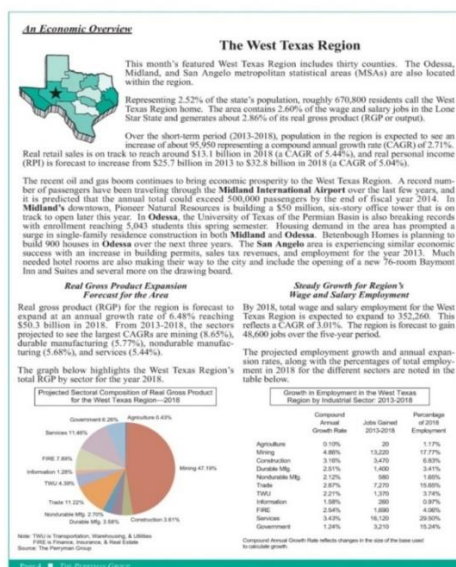 An Economic Overview
The West Texas Region
This month's featured West Texas Region includes thirty counties. The Odessa,
Midland, and San Angelo metropolitan statistical areas (MSAs) are also located
within the region.
Representing 2.52% of the state's population, roughly 670,800 residents call the West
Texas Region home. The area contains 2.60% of the wage and salary jobs in the Lone
Star State and generates about 2.86% of its real gross product (RGP or output).
Over the short-term period (2013-2018), population in the region is expected to see an
increase of about 95,950 representing a compound annual growth rate (CAGR) of 2.71%.
Real retail sales is on track to reach around $13.1 billion in 2018 (a CAGR of 5.44%), and real personal income
(RPI) is forecast to increase from $25.7 billion in 2013 to $32.8 billion in 2018 (a CAGR of 5.04%).
The recent oil and gas boom continues to bring economic prosperity to the West Texas Region. A record num-
ber of passengers have been traveling through the Midland International Airport over the last few years, and
it is predicted that the annual total could exceed 500,000 passengers by the end of fiscal year 2014. In
Midland's downtown, Pioneer Natural Resources is building a $50 million, six-story office tower that is on
track to open later this year. In Odessa, the University of Texas of the Permian Basin is also breaking records
with enrollment reaching 5,043 students this spring semester. Housing demand in the area has prompted a
surge in single-family residence construction in both Midland and Odessa. Betenbough Homes is planning to
build 900 houses in Odessa over the next three years. The San Angelo area is experiencing similar economic
success with an increase in building permits, sales tax revenues, and employment for the year 2013. Much
needed hotel rooms are also making their way to the city and include the opening of a new 76-room Baymont
Inn and Suites and several more on the drawing board.
Real Gross Product Expansion
Forecast for the Area
Real gross product (RGP) for the region is forecast to
expand at an annual growth rate of 6.48% reaching
$50.3 billion in 2018. From 2013-2018, the sectors
projected to see the largest CAGRs are mining (8.65%),
durable manufacturing (5.77%), nondurable manufac-
turing (5.68%), and services (5.44%).
The graph below highlights the West Texas Region's
total RGP by sector for the year 2018.
Projected Sectoral Composition of Real Gross Product
for the West Texas Region—2018
Government 6.26%
Agriculture 0.43%
Services 11.46%
FIRE 7.89%
Information 1.28%
TWU 4.39%
Trade 11.22%
Nondurable Mfg 2.70%
Durable Mfg 3.58%
Construction 3.61%
Mining 47.19%
Note: TWU is Transportation, Warehousing, & Utilities
FIRE is Finance, Insurance, & Real Estate
Source: The Perryman Group
Steady Growth for Region's
Wage and Salary Employment
By 2018, total wage and salary employment for the West
Texas Region is expected to expand to 352,260. This
reflects a CAGR of 3.01%. The region is forecast to gain
48,600 jobs over the five-year period.
The projected employment growth and annual expan-
sion rates, along with the percentages of total employ-
ment in 2018 for the different sectors are noted in the
table below.
Growth in Employment in the West Texas
Region by Industrial Sector: 2013-2018
Compound Annual Growth Rate Jobs Gained 2013-2018 Percentage of 2018 Employment
Agriculture 0.10% 20 1.17%
Mining 4.86% 13,220 17.77%
Construction 3.16% 3,470 6.83%
Durable Mfg 2.51% 1,400 3.41%
Nondurable Mfg 2.12% 580 1.65%
Trade 2.87% 7,270 15.65%
TWU 2.21% 1,370 3.74%
Information 1.58% 260 0.97%
FIRE 2.54% 1,690 4.06%
Services 3.43% 16,120 29.50%
Government 1.24% 3,210 15.24%
Compound Annual Growth Rate reflects changes in the size of the base used
to calculate growth.
Page 4 The Perryman Group